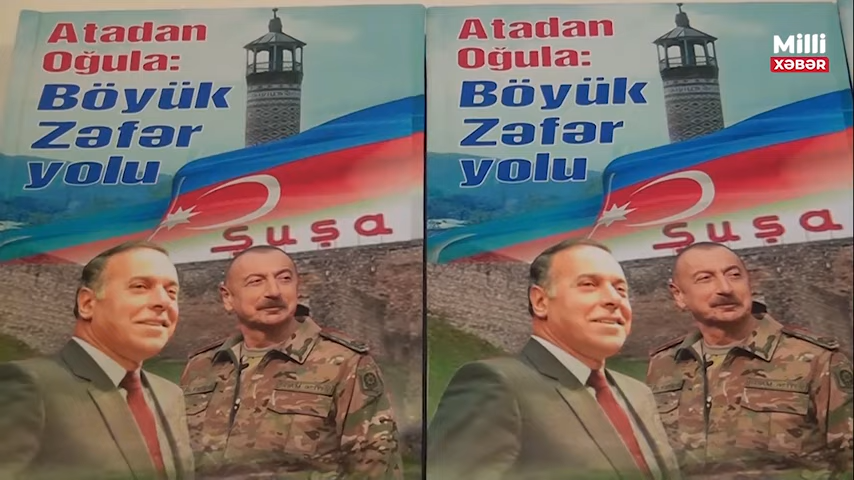 Atadan
Oğula:
Böyük
Zəfər
yolu
Şuşa
Atadan
Oğula:
Böyük
Zəfər
yolu
Şuşa
Milli
XƏBƏR